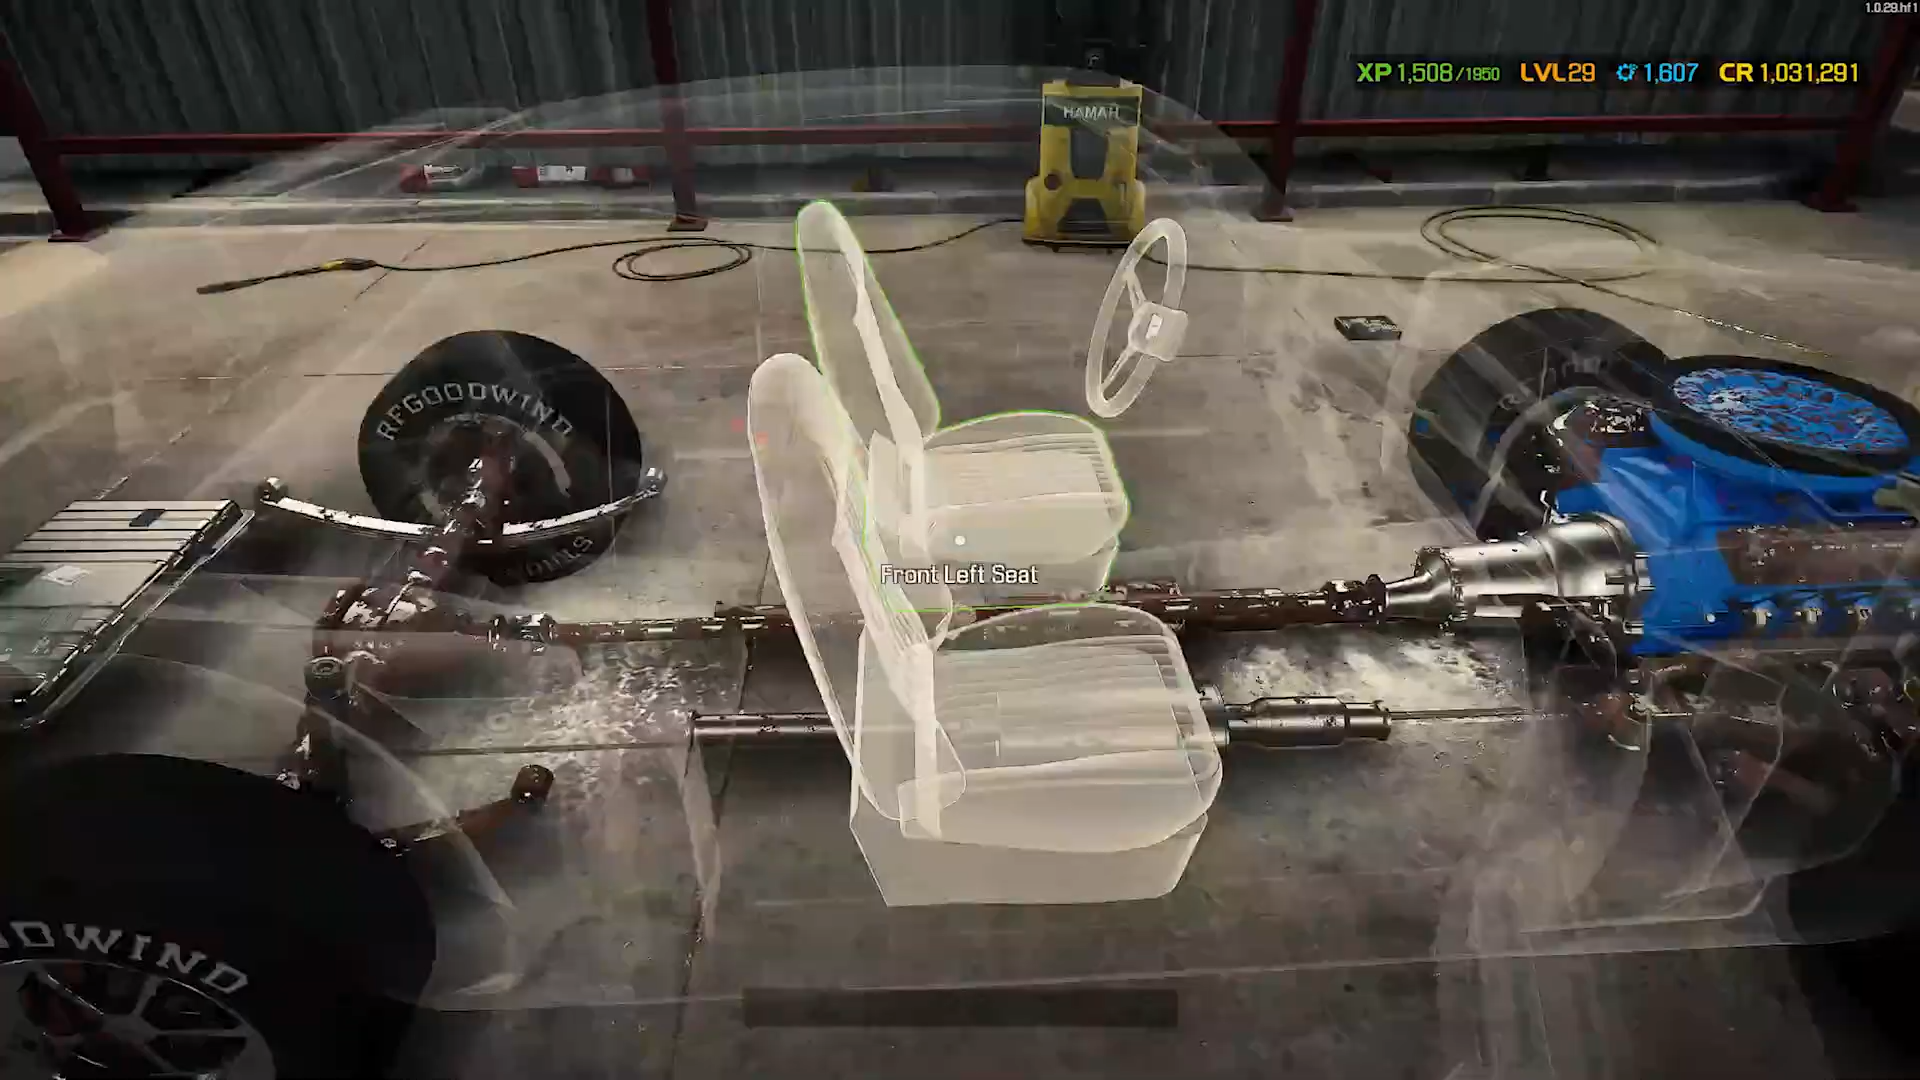 1.0.29.hf1
XP 1,508/1950 LVL29 1,607 CR 1,031,291
HAMAH
RFGOODWIND
Front Left Seat
ODWIND